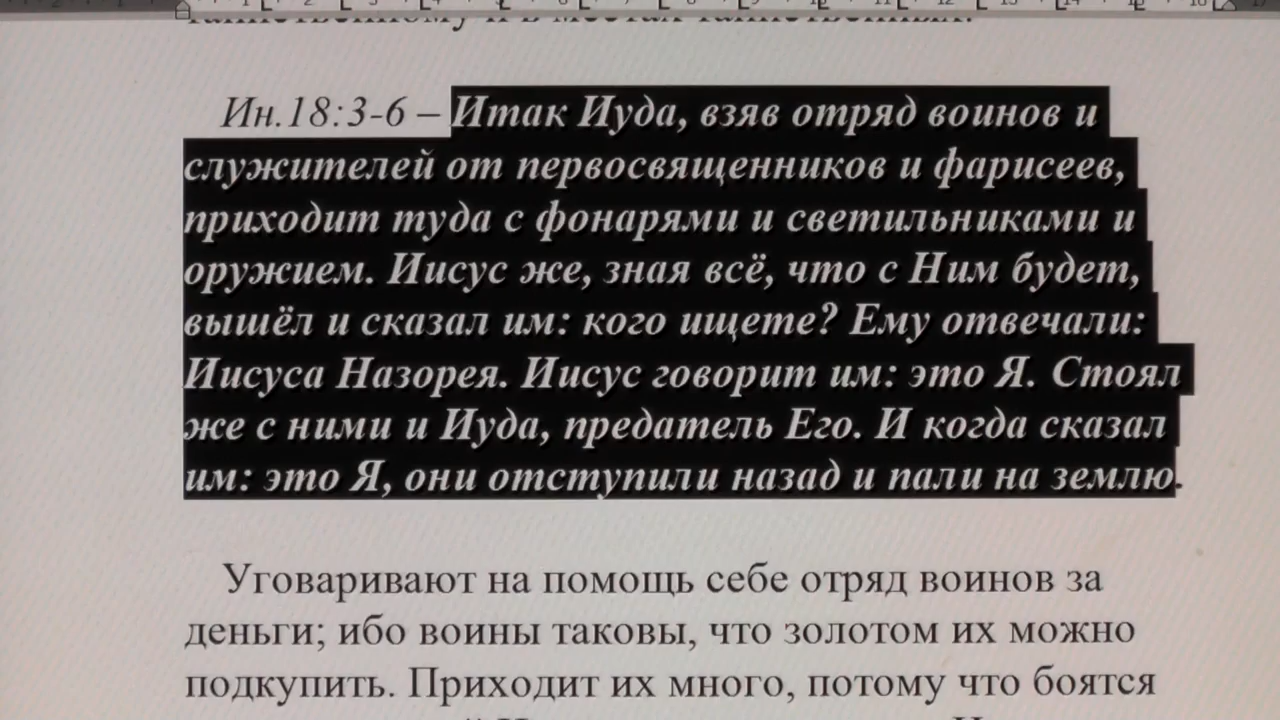 Ин.18:3-6 – Итак Иуда, взяв отряд воинов и
служителей от первосвященников и фарисеев,
приходит туда с фонарями и светильниками и
оружием. Иисус же, зная всё, что с Ним будет,
вышёл и сказал им: кого ищете? Ему отвечали:
Иисуса Назорея. Иисус говорит им: это Я. Стоял
же с ними и Иуда, предатель Его. И когда сказал
им: это Я, они отступили назад и пали на землю.
Уговаривают на помощь себе отряд воинов за
деньги; ибо воины таковы, что золотом их можно
подкупить. Приходит их много, потому что боятся